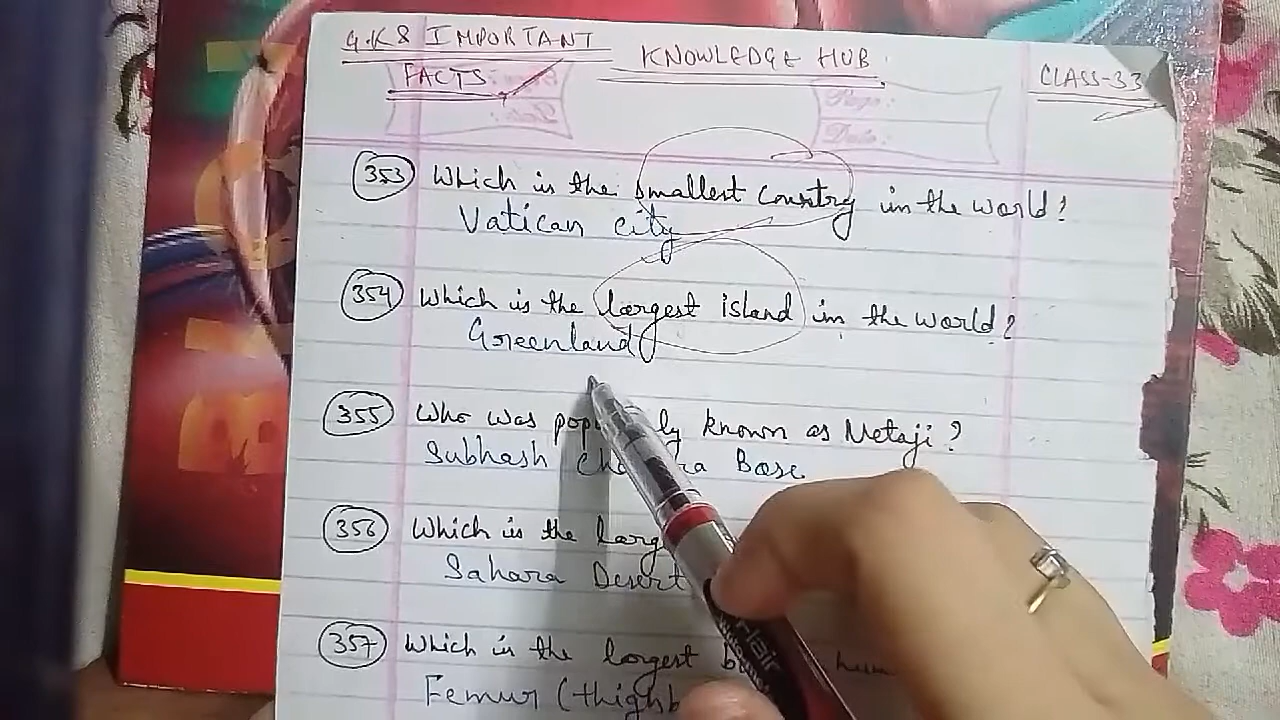 G.K & IMPORTANT FACTS
KNOWLEDGE HUB
CLASS-33
Page:
Date:
353 Which is the smallest country in the world?
Vatican city
354 Which is the largest island in the world?
Greenland
355 Who was known as Netaji?
Subhash Bose
356 Which is the
Sahara Desert
357 Which is the largest
Femur